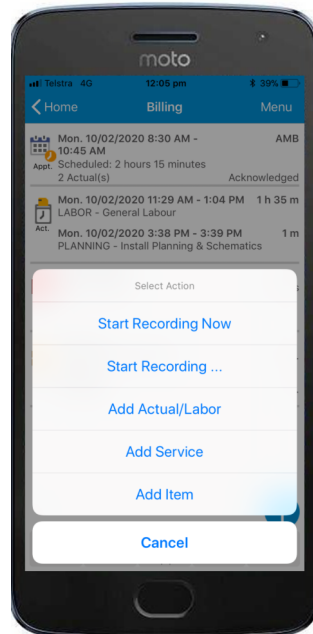 moto
Telstra 4G 12:05 pm 39%
Home Billing Menu
Mon. 10/02/2020 8:30 AM - AMB
10:45 AM
Appt. Scheduled: 2 hours 15 minutes
2 Actual(s) Acknowledged
Mon. 10/02/2020 11:29 AM - 1:04 PM 1 h 35 m
LABOR - General Labour
Act.
Mon. 10/02/2020 3:38 PM - 3:39 PM 1 m
PLANNING - Install Planning & Schematics
Select Action
Start Recording Now
Start Recording ...
Add Actual/Labor
Add Service
Add Item
Cancel